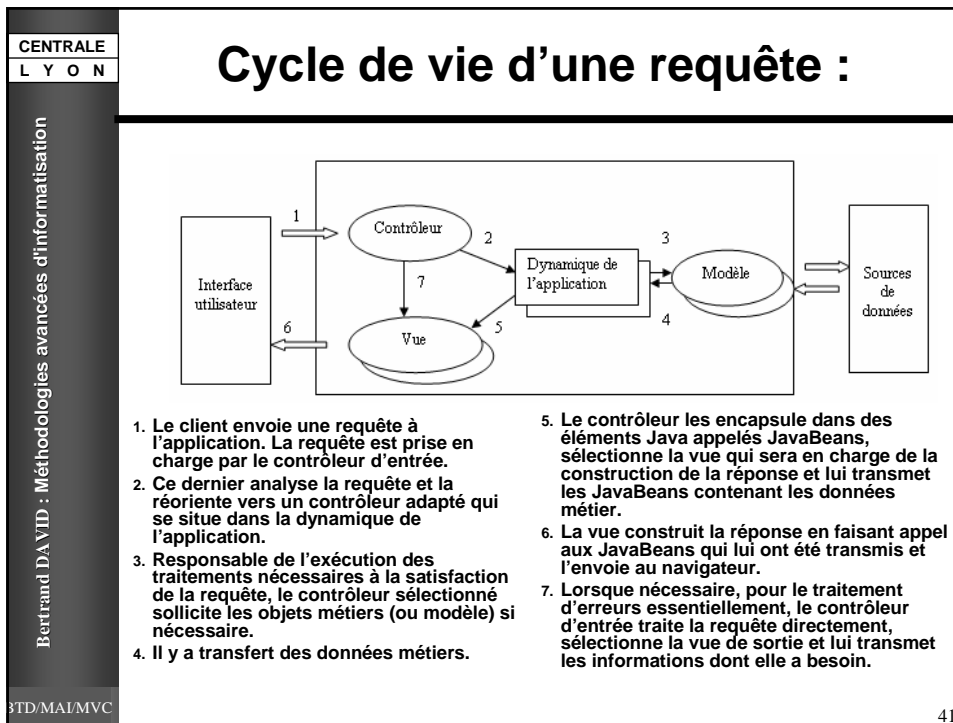 CENTRALE
L Y O N
Cycle de vie d'une requête :
Bertrand DAVID : Méthodologies avancées d'informatisation
1
Contrôleur
2
3
Dynamique de
l'application
Modèle
Sources
de
données
Interface
utilisateur
7
4
6
5
Vue
1. Le client envoie une requête à
l'application. La requête est prise en
charge par le contrôleur d'entrée.
2. Ce dernier analyse la requête et la
réoriente vers un contrôleur adapté qui
se situe dans la dynamique de
l'application.
3. Responsable de l'exécution des
traitements nécessaires à la satisfaction
de la requête, le contrôleur sélectionné
sollicite les objets métiers (ou modèle) si
nécessaire.
4. Il y a transfert des données métiers.
5. Le contrôleur les encapsule dans des
éléments Java appelés JavaBeans,
sélectionne la vue qui sera en charge de la
construction de la réponse et lui transmet
les JavaBeans contenant les données
métier.
6. La vue construit la réponse en faisant appel
aux JavaBeans qui lui ont été transmis et
l'envoie au navigateur.
7. Lorsque nécessaire, pour le traitement
d'erreurs essentiellement, le contrôleur
d'entrée traite la requête directement,
sélectionne la vue de sortie et lui transmet
les informations dont elle a besoin.
BTD/MAI/MVC
41